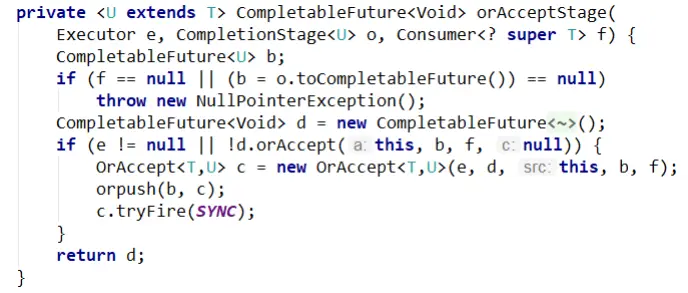 private <U extends T> CompletableFuture<Void> orAcceptStage(
    Executor e, CompletionStage<U> o, Consumer<? super T> f) {
    CompletableFuture<U> b;
    if (f == null || (b = o.toCompletableFuture()) == null)
        throw new NullPointerException();
    CompletableFuture<Void> d = new CompletableFuture<~>();
    if (e != null || !d.orAccept( a: this, b, f, c: null)) {
        OrAccept<T,U> c = new OrAccept<T,U>(e, d, src: this, b, f);
        orpush(b, c);
        c.tryFire(SYNC);
    }
    return d;
}